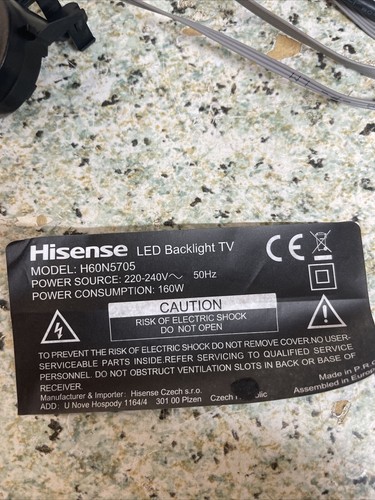 Hisense LED Backlight TV
MODEL: H60N5705
POWER SOURCE: 220-240V～ 50Hz
POWER CONSUMPTION: 160W
CE
CAUTION
RISK OF ELECTRIC SHOCK
DO NOT OPEN
TO PREVENT THE RISK OF ELECTRIC SHOCK DO NOT REMOVE COVER.NO USER-
SERVICEABLE PARTS INSIDE.REFER SERVICING TO QUALIFIED SERVICE
PERSONNEL. DO NOT OBSTRUCT VENTILATION SLOTS IN BACK OR BASE OF
RECEIVER.
Manufacturer & Importer: Hisense Czech s.r.o.
ADD: U Nove Hospody 1164/4 301 00 Plzen Czech
Made in P.R.
Assembled in